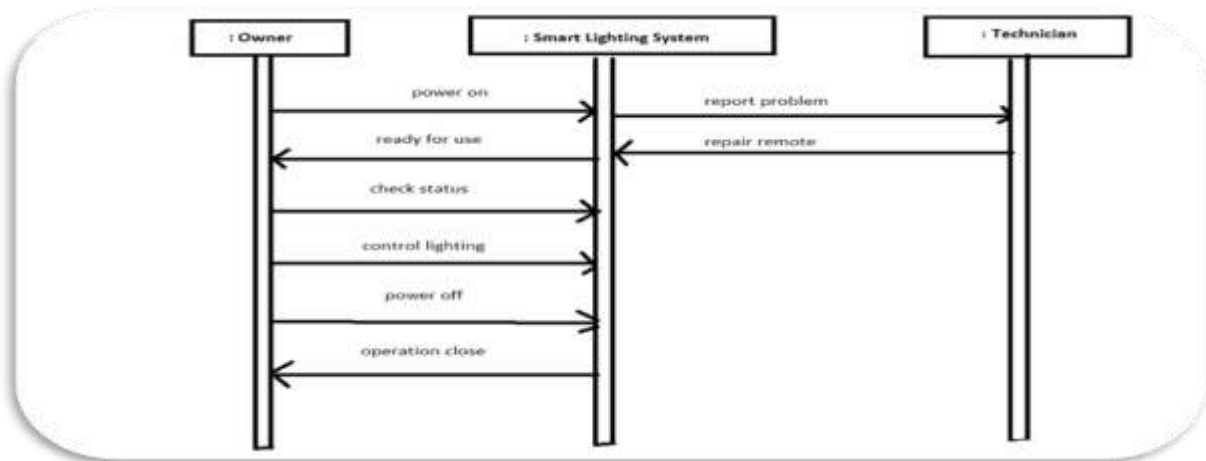 : Owner
: Smart Lighting System
: Technician
power on
report problem
ready for use
repair remote
check status
control lighting
power off
operation close